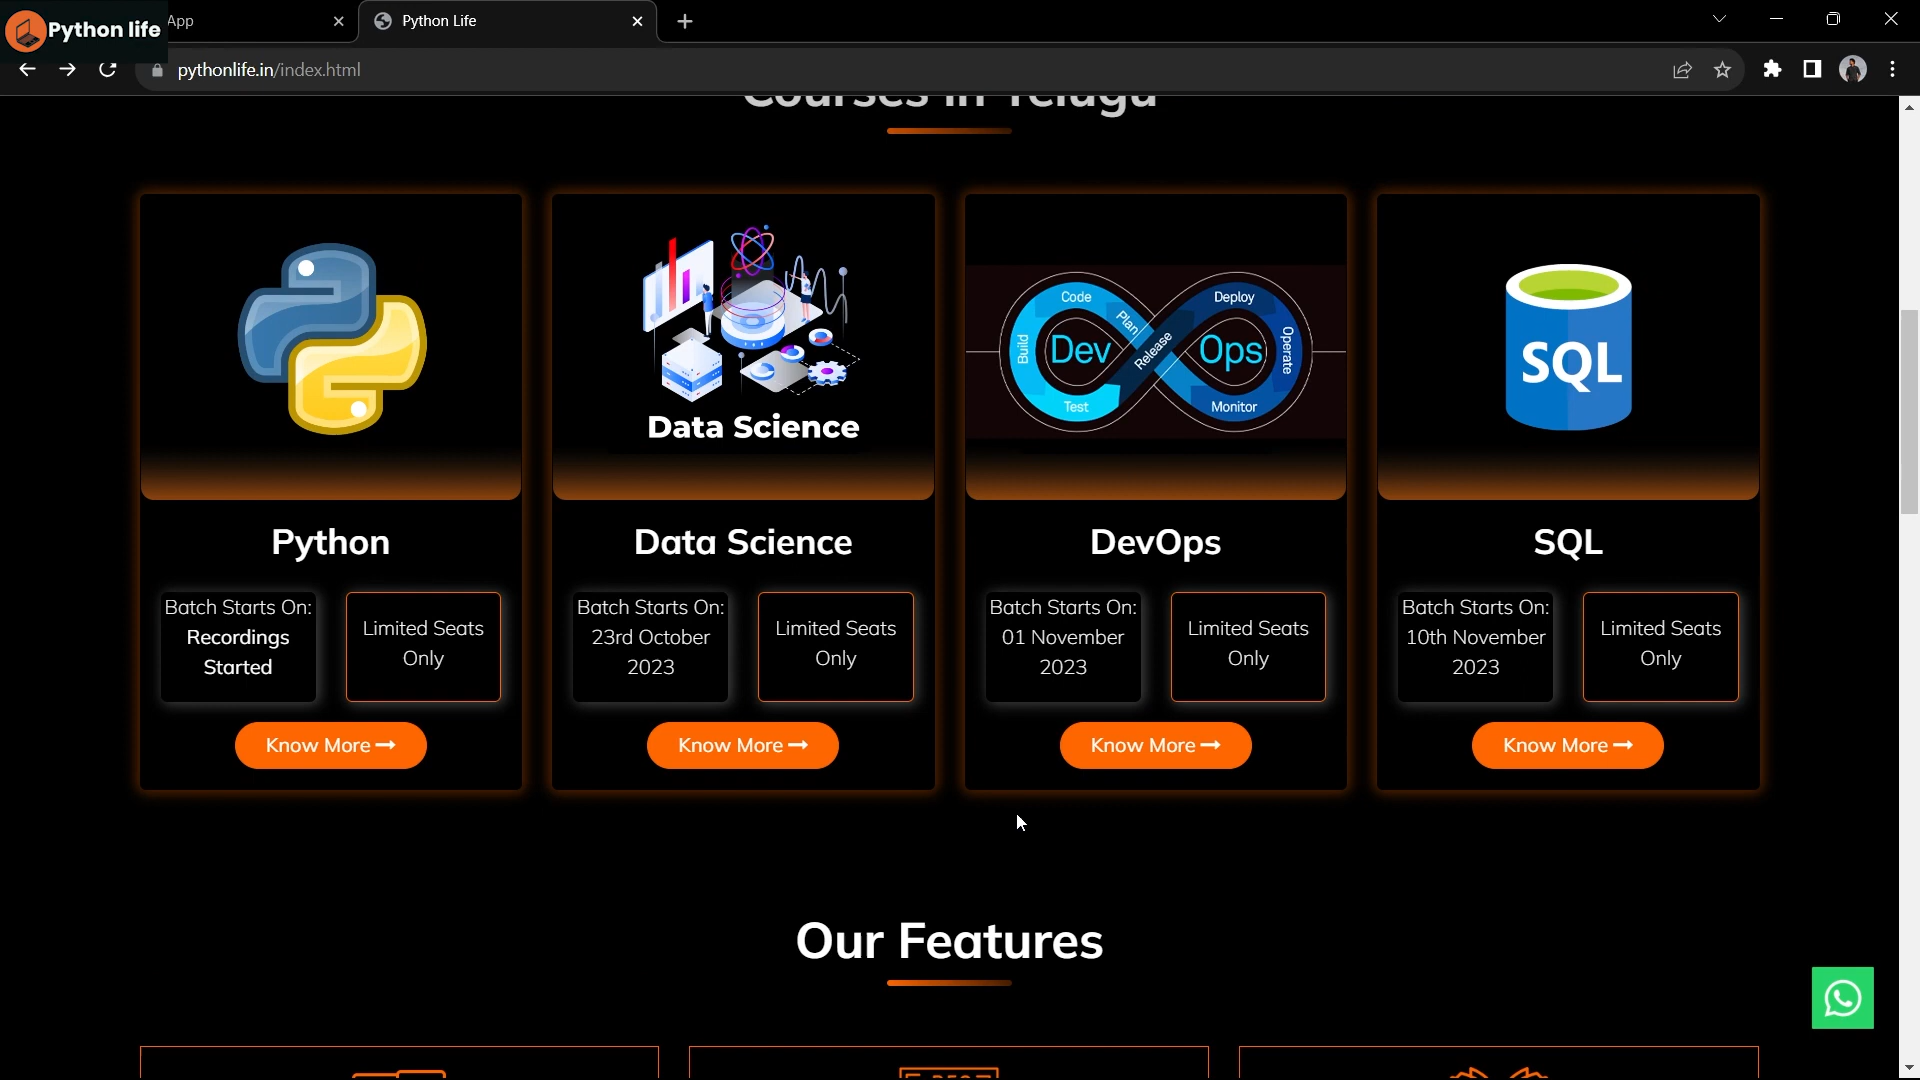 Python life
App
Python Life
pythonlife.in/index.html
Courses in Telugu
Code
Plan
Build
Dev
Test
Release
Deploy
Ops
Operate
Monitor
SQL
Data Science
Python
Data Science
DevOps
SQL
Batch Starts On:
Recordings
Started
Limited Seats
Only
Batch Starts On:
23rd October
2023
Limited Seats
Only
Batch Starts On:
01 November
2023
Limited Seats
Only
Batch Starts On:
10th November
2023
Limited Seats
Only
Know More
Know More
Know More
Know More
Our Features